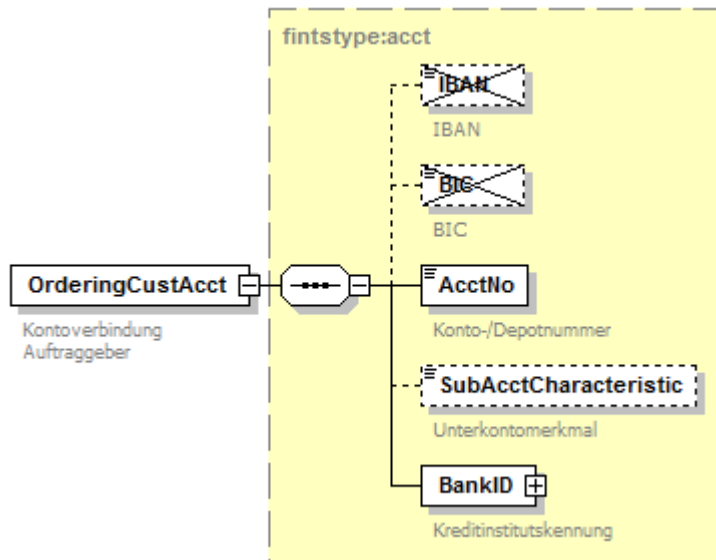 fintstype:acct
IBAN
IBAN
BIC
BIC
OrderingCustAcct
Kontoverbindung
Auftraggeber
AcctNo
Konto-/Depotnummer
SubAcctCharacteristic
Unterkontomerkmal
BankID
Kreditinstitutskennung